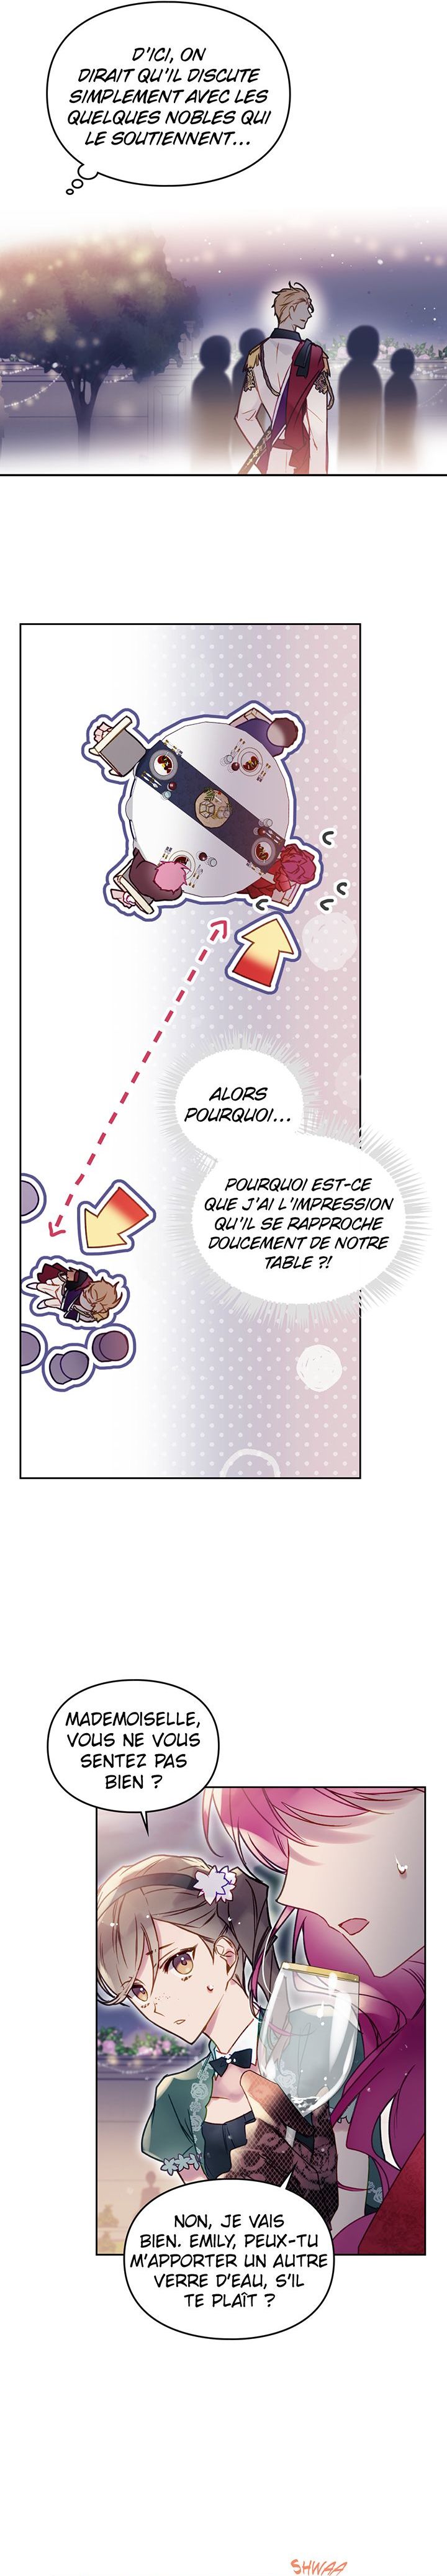 D'ICI, ON
DIRAIT QU'IL DISCUTE
SIMPLEMENT AVEC LES
QUELQUES NOBLES QUI
LE SOUTIENNENT...
ALORS
POURQUOI...
POURQUOI EST-CE
QUE J'AI L'IMPRESSION
QU'IL SE RAPPROCHE
DOUCEMENT DE NOTRE
TABLE ?!
MADEMOISELLE,
VOUS NE VOUS
SENTEZ PAS
BIEN ?
NON, JE VAIS
BIEN. EMILY, PEUX-TU
M'APPORTER UN AUTRE
VERRE D'EAU, S'IL
TE PLAÎT ?
SHWAA